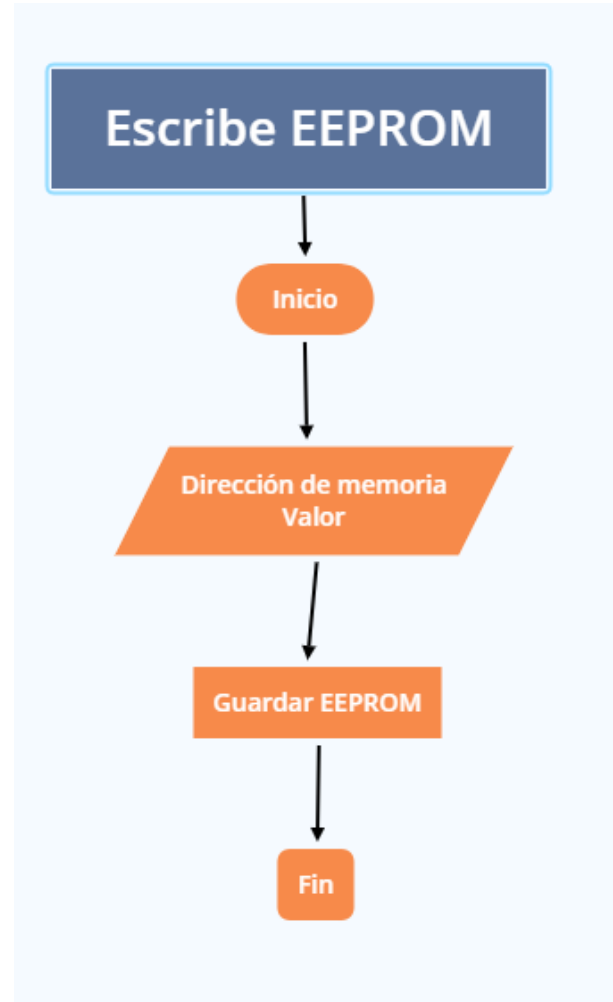 Escribe EEPROM
Inicio
Dirección de memoria
Valor
Guardar EEPROM
Fin